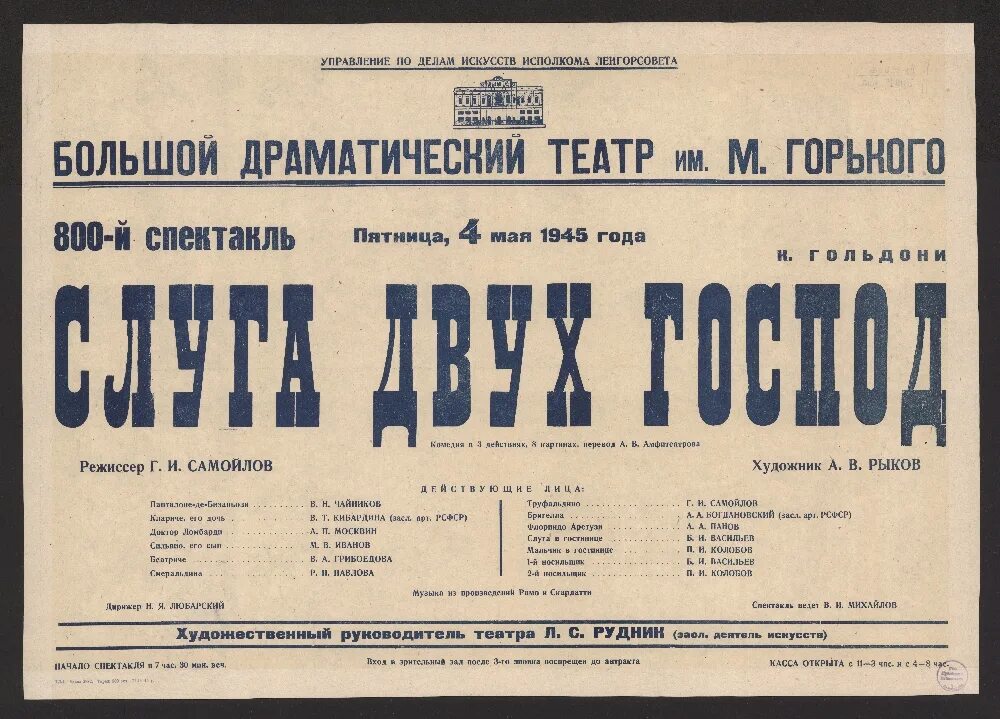 УПРАВЛЕНИЕ ПО ДЕЛАМ ИСКУССТВ ИСПОЛКОМА ЛЕНГОРСОВЕТА
БОЛЬШОЙ ДРАМАТИЧЕСКИЙ ТЕАТР им. М. ГОРЬКОГО
800-й спектакль
Пятница, 4 мая 1945 года
К. ГОЛЬДОНИ
СЛУГА ДВУХ ГОСПОД
Комедия в 3 действиях, 8 картинах, перевод А. В. Амфитеатрова
Режиссер Г. И. САМОЙЛОВ
Художник А. В. РЫКОВ
ДЕЙСТВУЮЩИЕ ЛИЦА:
Панталоне-де-Бизаньези В. Н. ЧАЙНИКОВ
Клариче, его дочь В. Т. КИБАРДИНА (засл. арт. РСФСР)
Доктор Ломбарди А. П. МОСКВИН
Сильвио, его сын М. В. ИВАНОВ
Беатриче В. А. ГРИБОЕДОВА
Смеральдина Р. П. ПАВЛОВА
Труфальдино Г. И. САМОЙЛОВ
Бригелла А. А. БОГДАНОВСКИЙ (засл. арт. РСФСР)
Флориндо Аретузи А. А. ПАНОВ
Слуга в гостинице Б. И. ВАСИЛЬЕВ
Мальчик в гостинице П. И. КОЛОБОВ
1-й носильщик Б. И. ВАСИЛЬЕВ
2-й носильщик П. И. КОЛОБОВ
Музыка из произведений Рамо и Скарлатти
Дирижер Н. Я. ЛЮБАРСКИЙ
Спектакль ведет В. И. МИХАЙЛОВ
Художественный руководитель театра Л. С. РУДНИК (засл. деятель искусств)
НАЧАЛО СПЕКТАКЛЯ в 7 час. 30 мин. веч.
Вход в зрительный зал после 3-го звонка воспрещен до антракта
КАССА ОТКРЫТА с 11—3 час. и с 4—8 час.